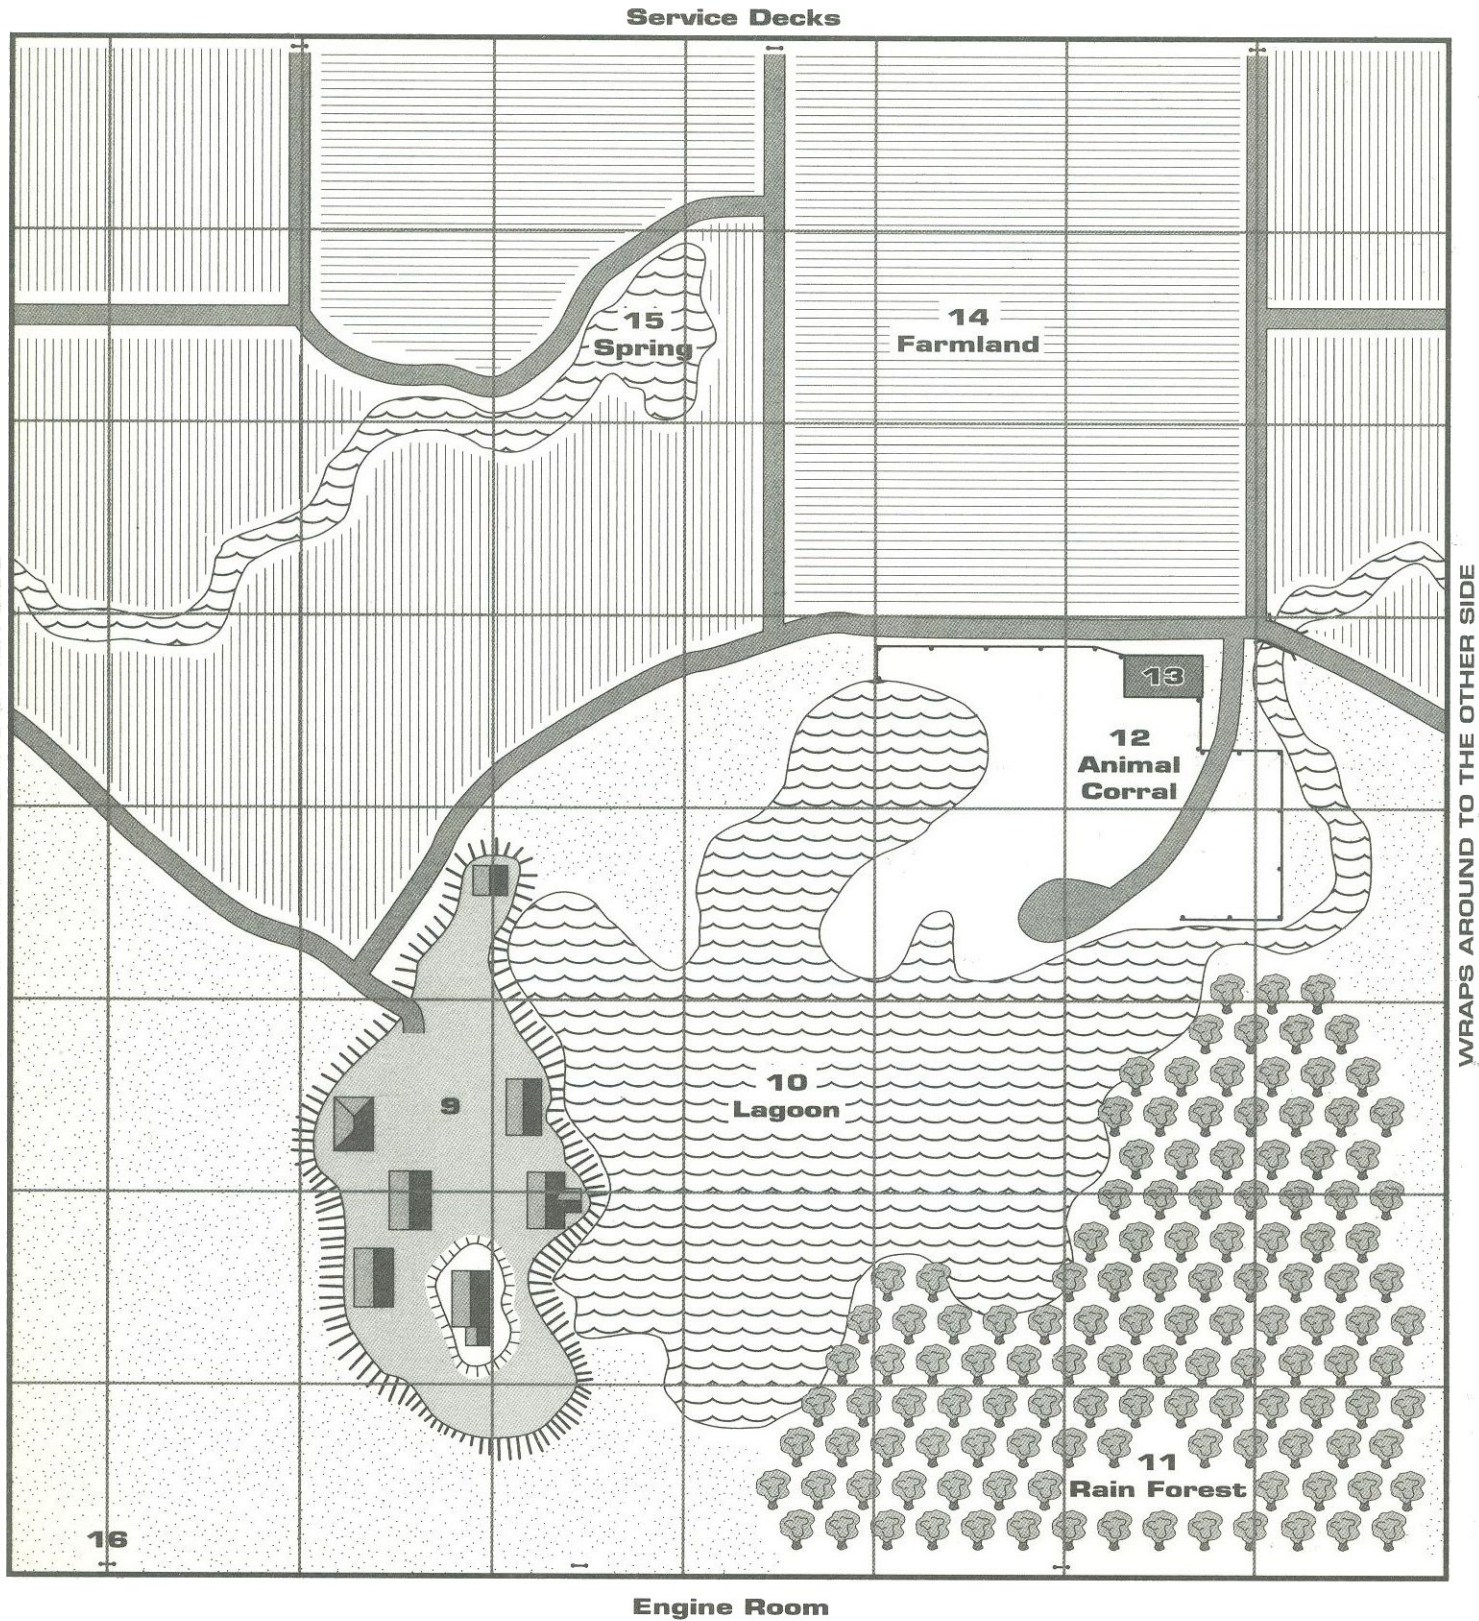 Service Decks
15
Spring
14
Farmland
13
12
Animal
Corral
WRAPS AROUND TO THE OTHER SIDE
9
10
Lagoon
11
Rain Forest
16
Engine Room